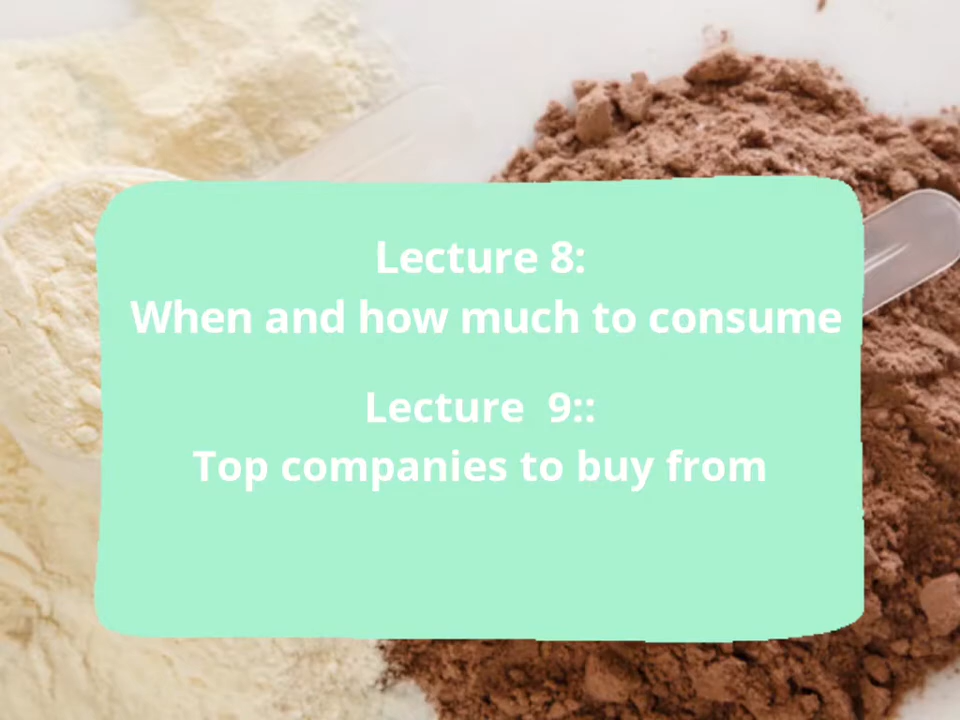 Lecture 8:
When and how much to consume
Lecture  9::
Top companies to buy from